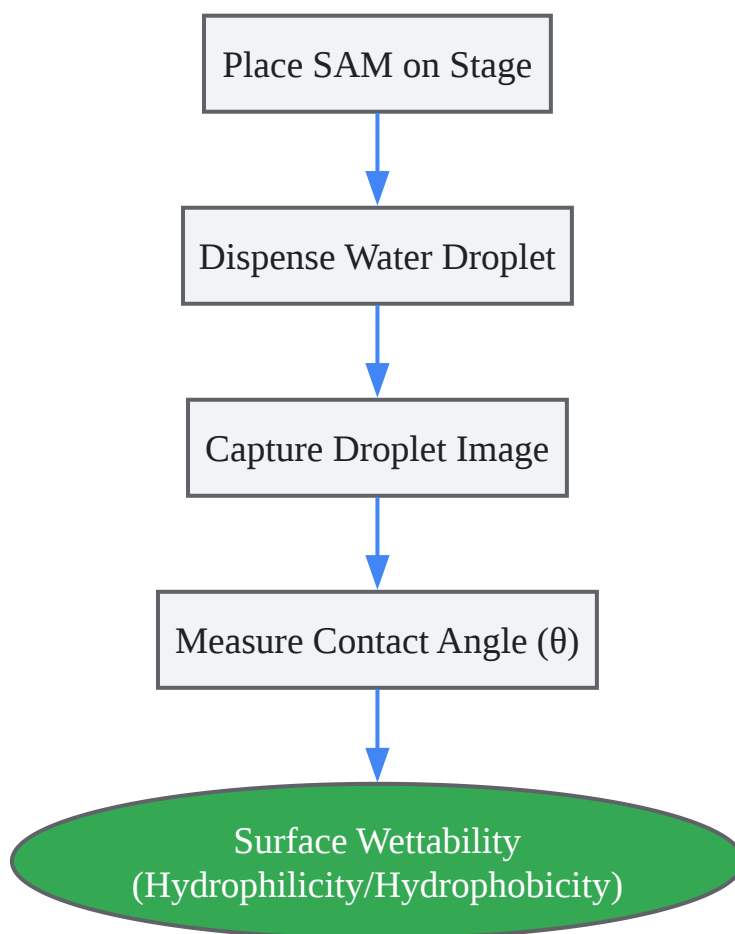 Place SAM on Stage
Dispense Water Droplet
Capture Droplet Image
Measure Contact Angle (θ)
Surface Wettability
(Hydrophilicity/Hydrophobicity)